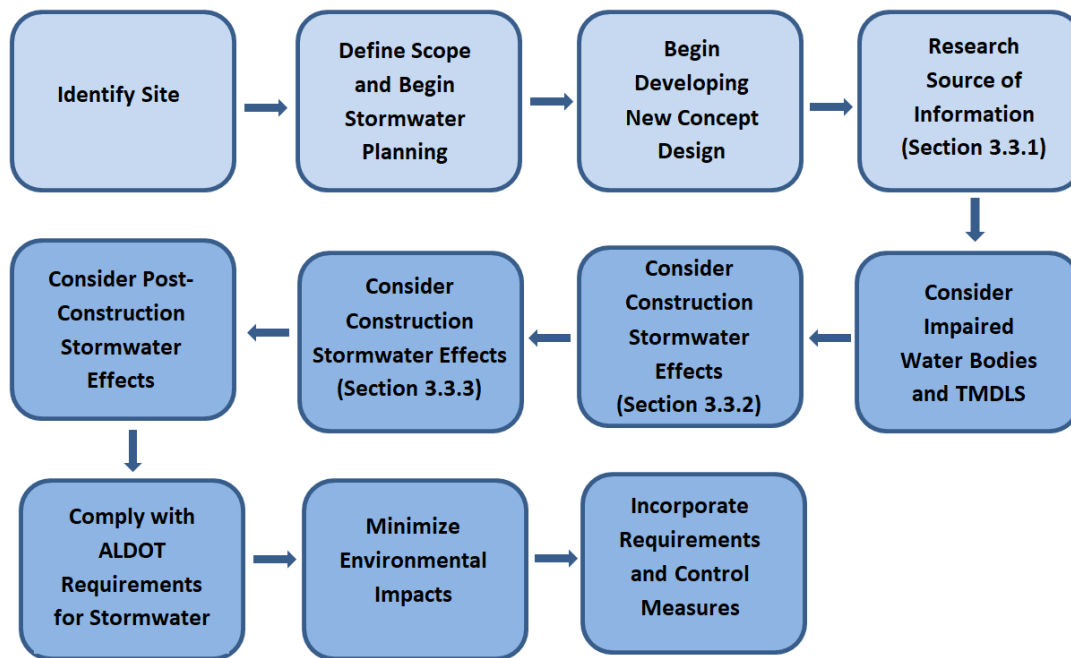 Identify Site
Define Scope
and Begin
Stormwater
Planning
Begin
Developing
New Concept
Design
Research
Source of
Information
(Section 3.3.1)
Consider
Impaired
Water Bodies
and TMDLS
Consider
Construction
Stormwater
Effects
(Section 3.3.2)
Consider
Construction
Stormwater Effects
(Section 3.3.3)
Consider Post-
Construction
Stormwater
Effects
Comply with
ALDOT
Requirements
for Stormwater
Minimize
Environmental
Impacts
Incorporate
Requirements
and Control
Measures